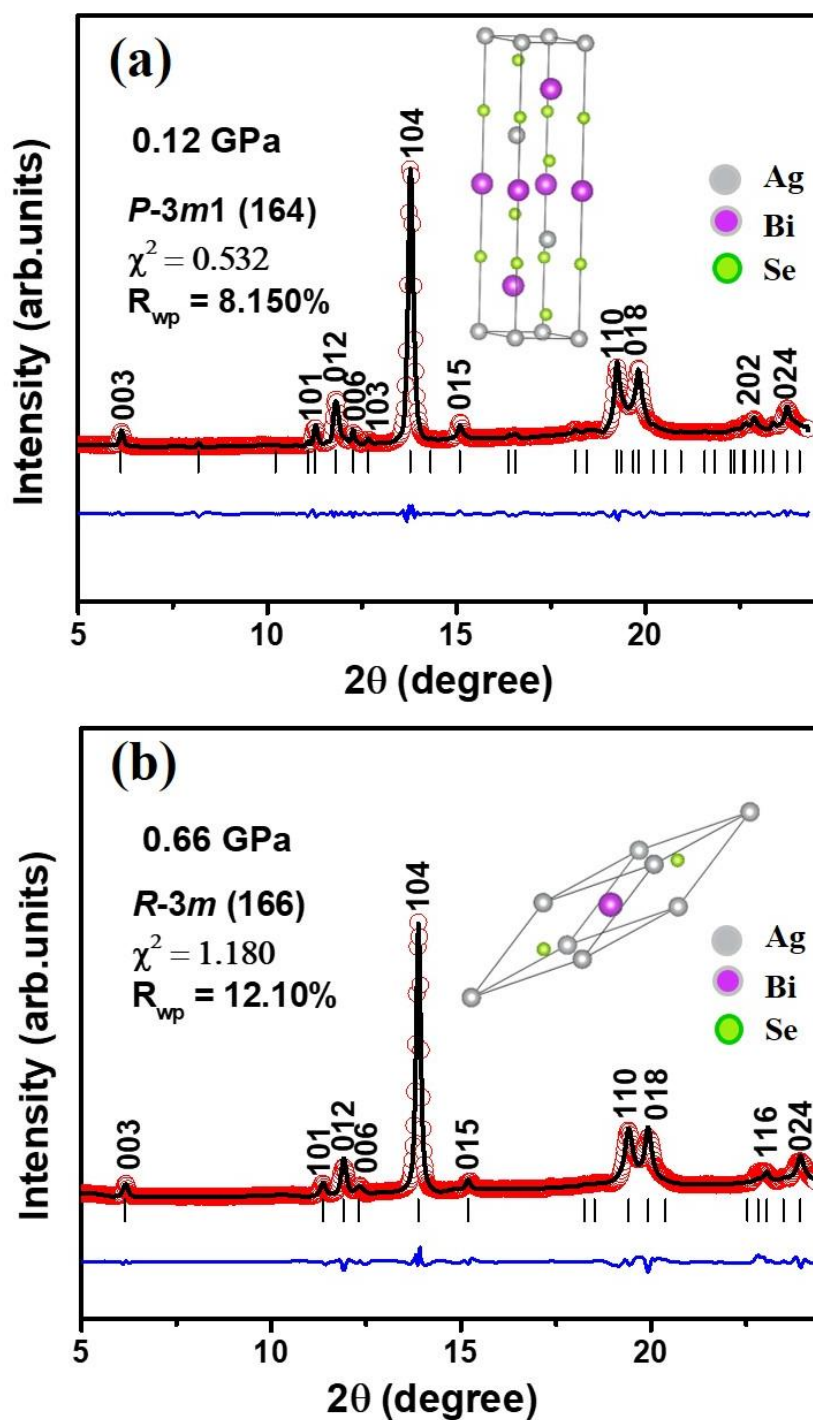 (a)
0.12 GPa
P-3m1 (164)
χ² = 0.532
Rwp = 8.150%
Ag
Bi
Se
003
101
012
006
103
104
015
110
018
202
024
Intensity (arb.units)
5 10 15 20
2θ (degree)
(b)
0.66 GPa
R-3m (166)
χ² = 1.180
Rwp = 12.10%
Ag
Bi
Se
003
101
012
006
104
015
110
018
116
024
Intensity (arb.units)
5 10 15 20
2θ (degree)